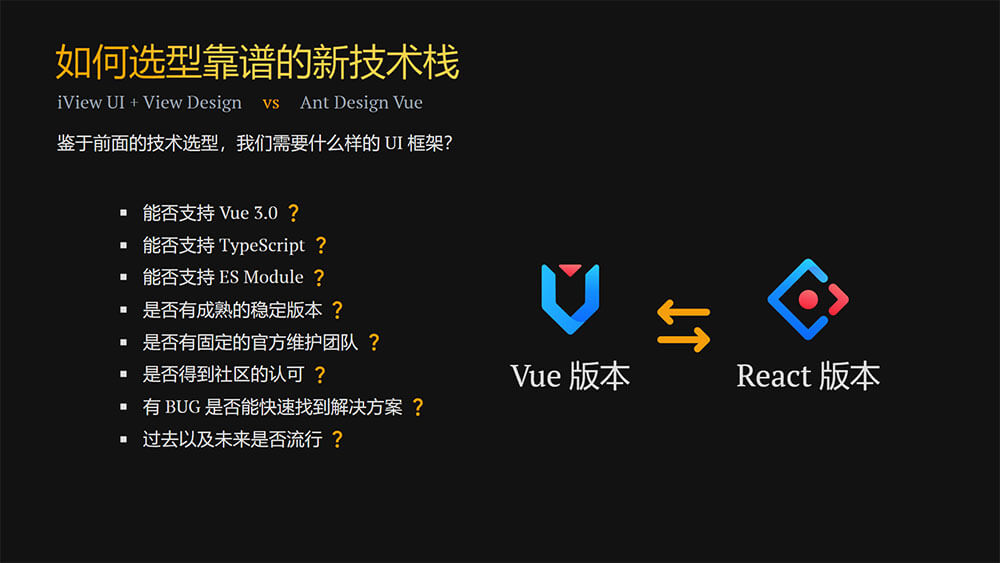 如何选型靠谱的新技术栈
iView UI + View Design vs Ant Design Vue
鉴于前面的技术选型，我们需要什么样的 UI 框架？
能否支持 Vue 3.0 ？
能否支持 TypeScript ？
能否支持 ES Module ？
是否有成熟的稳定版本 ？
是否有固定的官方维护团队 ？
是否得到社区的认可 ？
有 BUG 是否能快速找到解决方案 ？
过去以及未来是否流行 ？
Vue 版本
React 版本